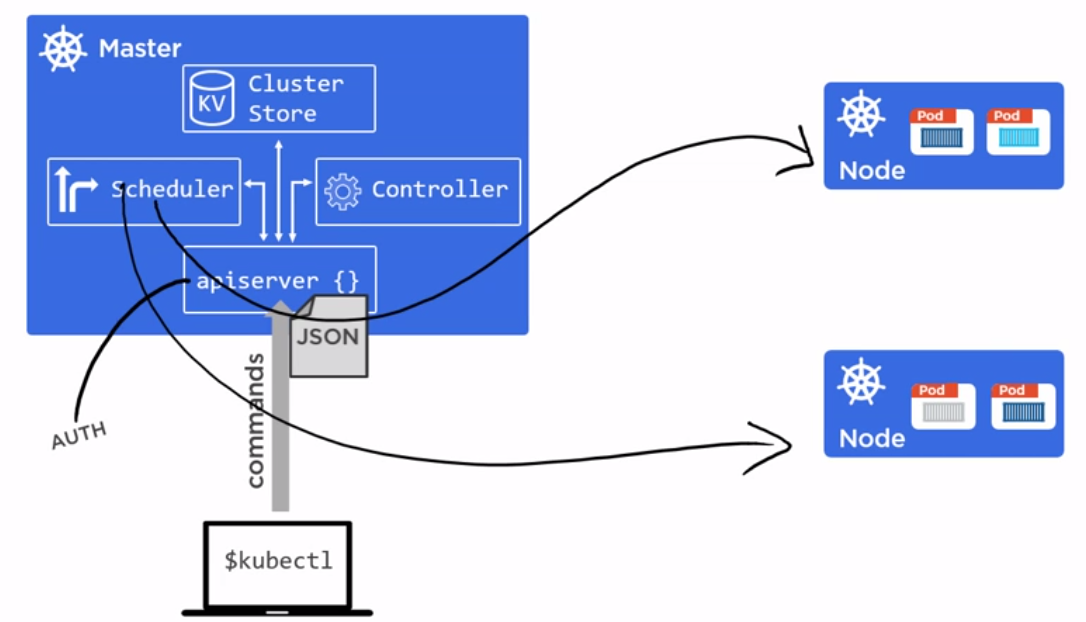 Master
KV
Cluster
Store
Scheduler
Controller
apiserver {}
JSON
commands
AUTH
$kubectl
Pod
Pod
Node
Pod
Pod
Node